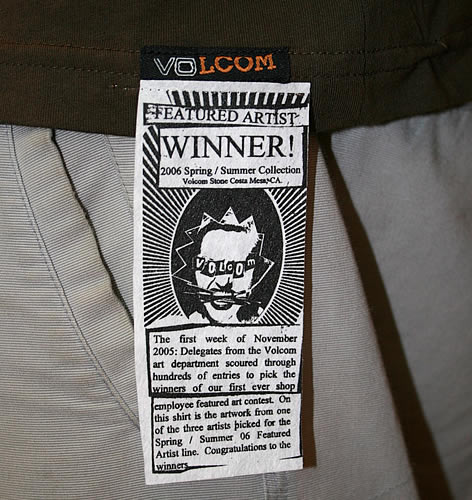 VOLCOM
FEATURED ARTIST
WINNER!
2006 Spring / Summer Collection
Volcom Stone Costa Mesa, CA.
VOLCOM
The first week of November
2005: Delegates from the Volcom
art department scoured through
hundreds of entries to pick the
winners of our first ever shop
employee featured art contest. On
this shirt is the artwork from one
of the three artists picked for the
Spring / Summer 06 Featured
Artist line. Congratulations to the
winners